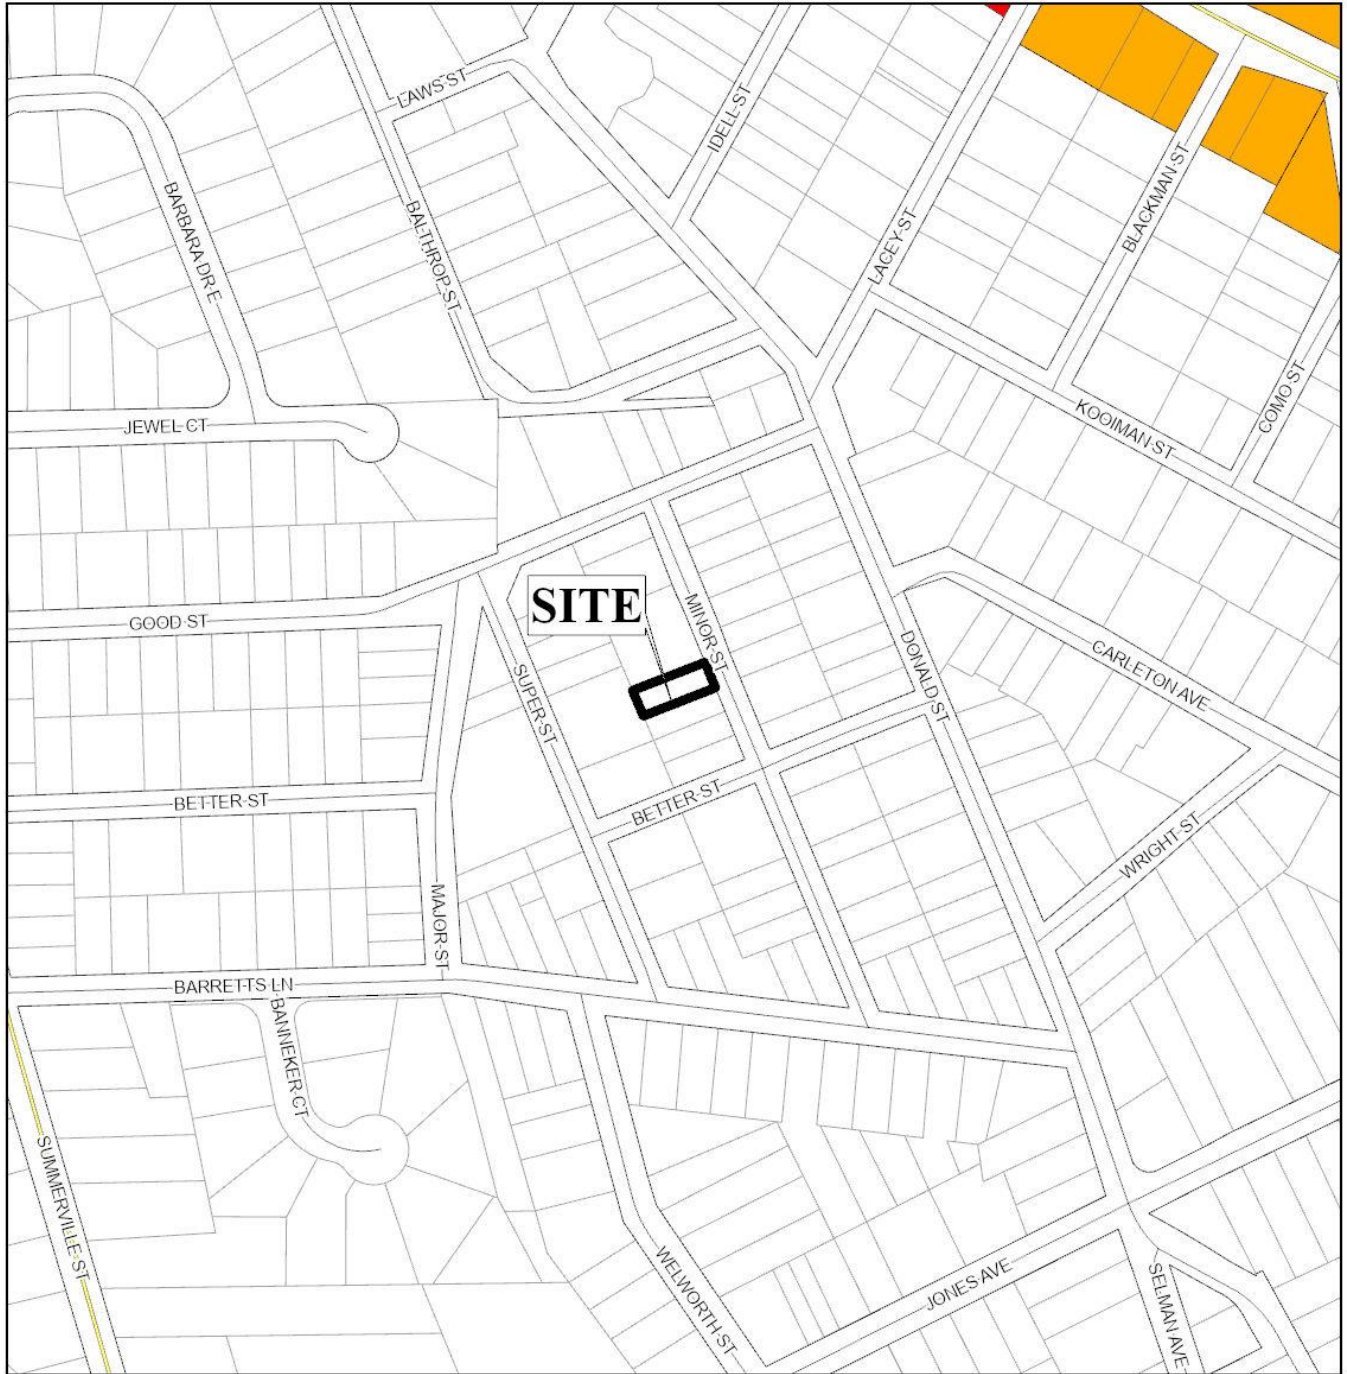 LAWS ST
IDELL ST
BARBARA DR E
BALTHROP ST
LACEY ST
BLACKMAN ST
COMO ST
KOOIMAN ST
JEWEL CT
SITE
MINOR ST
GOOD ST
SUPER ST
DONALD ST
CARLETON AVE
BETTER ST
BETTER ST
WRIGHT ST
MAJOR ST
BARRETTS LN
BANNEKER CT
SUMMERVILLE ST
WELWORTH ST
JONES AVE
SELMAN AVE